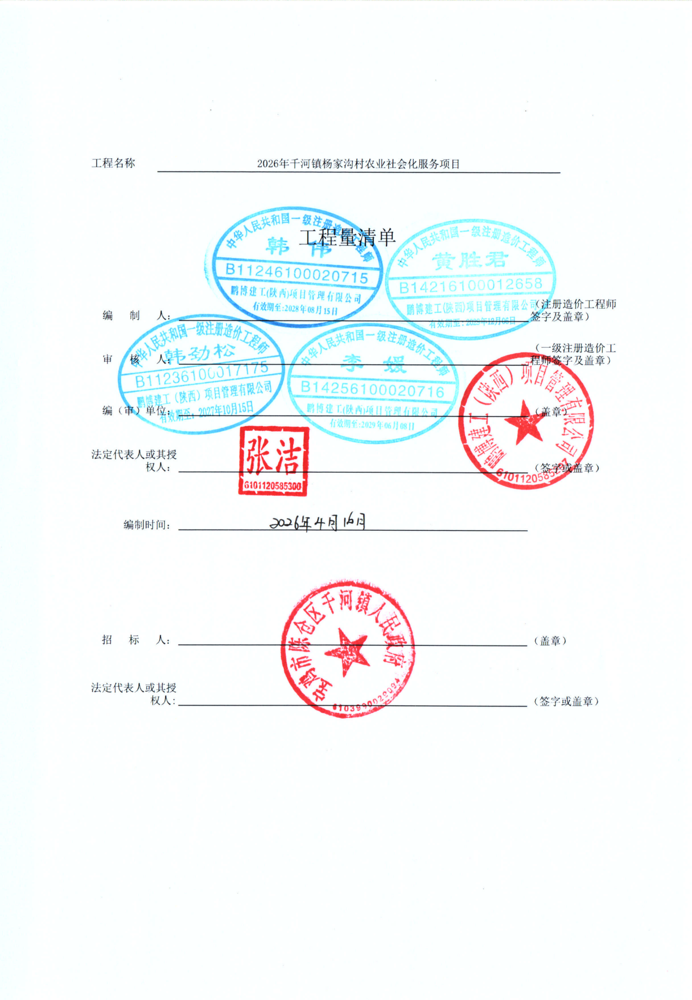 工程名称 2026年千河镇杨家沟村农业社会化服务项目
工程量清单
中华人民共和国一级注册造价工程师
韩 伟
B11246100020715
鹏博建工(陕西)项目管理有限公司
有效期至:2028年08月15日
中华人民共和国一级注册造价工程师
黄胜君
B14216100012658
鹏博建工(陕西)项目管理有限公司
有效期至:2029年12月06日
编 制 人: (注册造价工程师
签字及盖章)
中华人民共和国一级注册造价工程师
韩劲松
B11236100017175
鹏博建工(陕西)项目管理有限公司
有效期至: 2027年10月15日
中华人民共和国一级注册造价工程师
李 媛
B14256100020716
鹏博建工(陕西)项目管理有限公司
有效期至:2029年06月08日
审 核 人: (一级注册造价工
程师签字及盖章)
编(审)单位: (盖章)
鹏博建工(陕西)项目管理有限公司
法定代表人或其授
权人: (签字或盖章)
张洁
6101120585300
编制时间: 2026年4月16日
宝鸡市陈仓区千河镇人民政府
招 标 人: (盖章)
法定代表人或其授
权人: (签字或盖章)